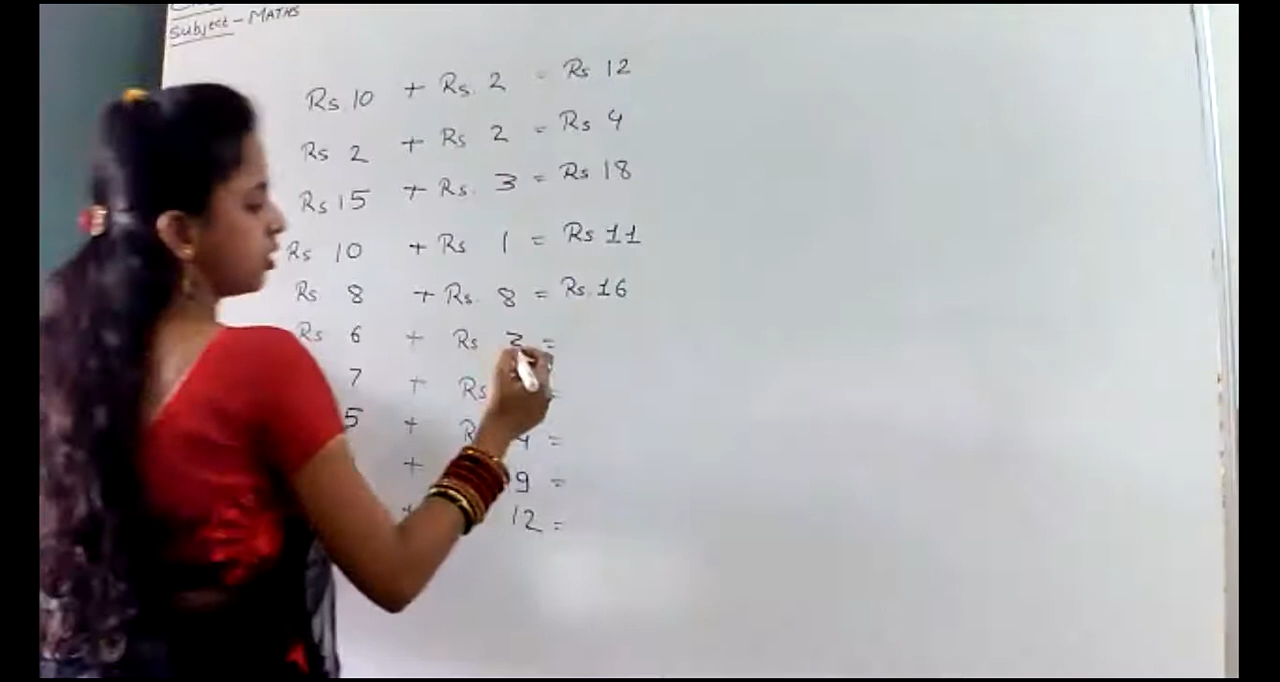 Subject - MATHS
Rs 10 + Rs. 2 = Rs 12
Rs 2 + Rs 2 = Rs 4
Rs 15 + Rs. 3 = Rs 18
Rs 10 + Rs 1 = Rs 11
Rs 8 + Rs. 8 = Rs. 16
Rs 6 + Rs =
7 + Rs =
5 + 4 =
+ 9 =
+ 12 =